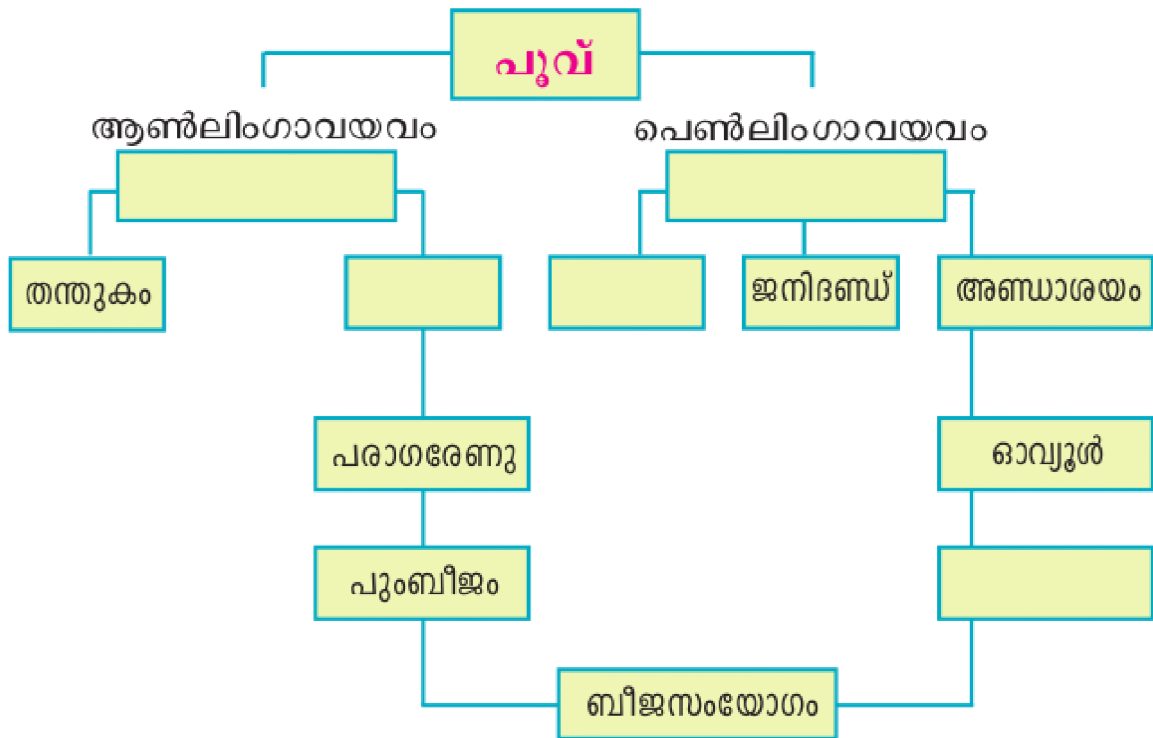 പൂവ്
ആൺലിംഗാവയവം
പെൺലിംഗാവയവം
തന്തുകം
ജനിദണ്ഡ്
അണ്ഡാശയം
പരാഗരേണു
ഓവ്യൂൾ
പുംബീജം
ബീജസംയോഗം